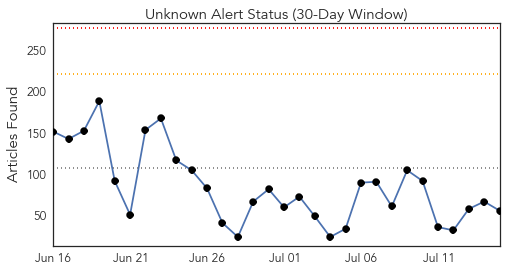 Unknown Alert Status (30-Day Window)
Articles Found
250
200
150
100
50
Jun 16 Jun 21 Jun 26 Jul 01 Jul 06 Jul 11